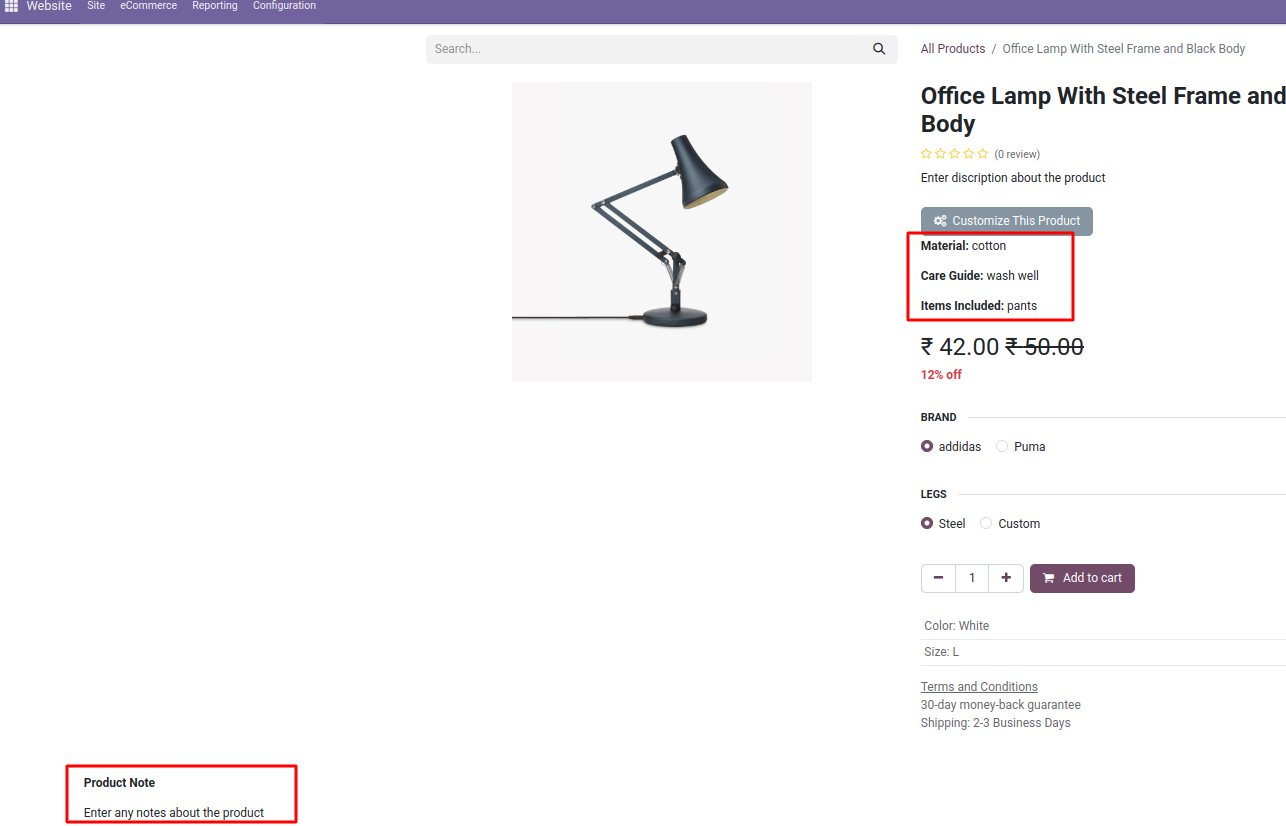 Website Site eCommerce Reporting Configuration
Search...
All Products / Office Lamp With Steel Frame and Black Body
Office Lamp With Steel Frame and
Body
(0 review)
Enter discription about the product
Customize This Product
Material: cotton
Care Guide: wash well
Items Included: pants
₹ 42.00 ₹ 50.00
12% off
BRAND
addidas Puma
LEGS
Steel Custom
− 1 + Add to cart
Color: White
Size: L
Terms and Conditions
30-day money-back guarantee
Shipping: 2-3 Business Days
Product Note
Enter any notes about the product